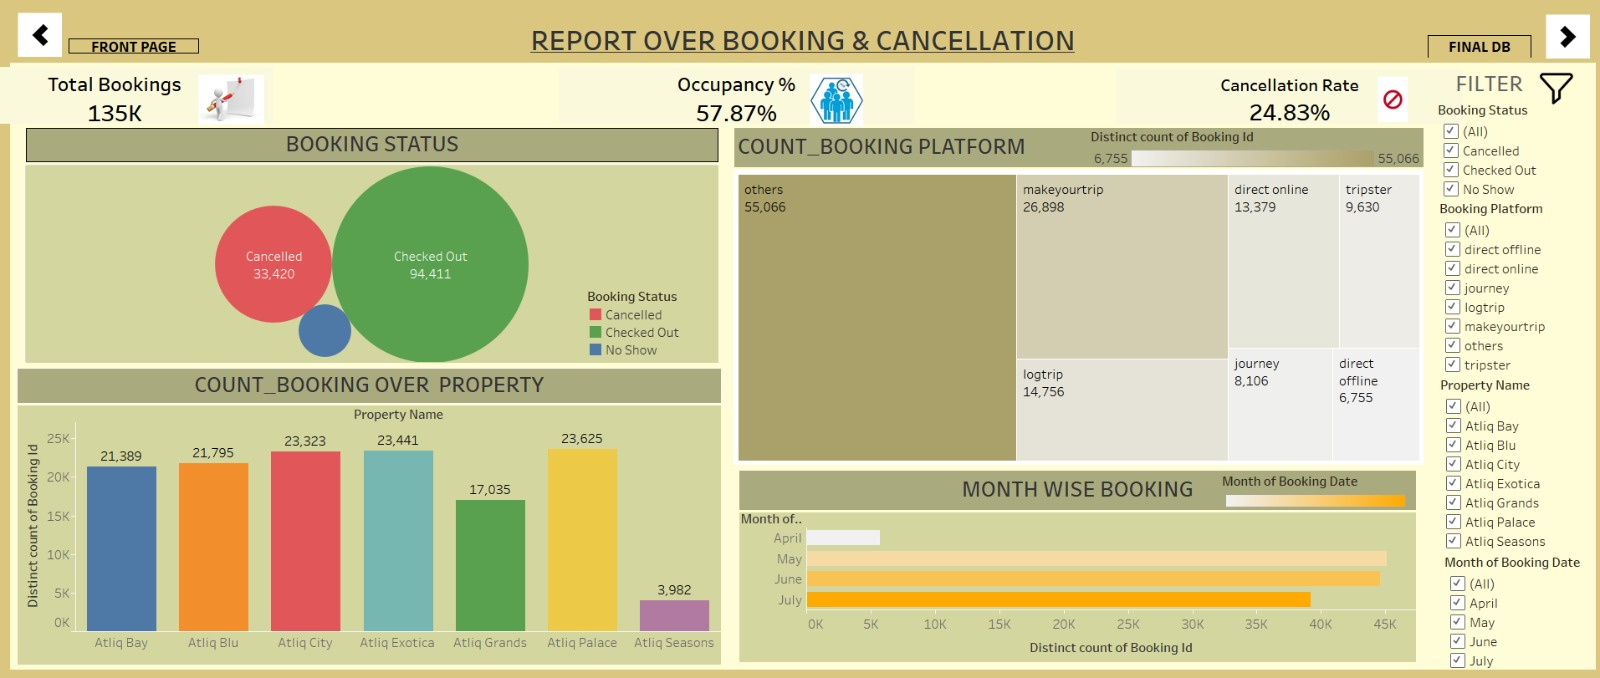 FRONT PAGE
REPORT OVER BOOKING & CANCELLATION
FINAL DB
Total Bookings
135K
Occupancy %
57.87%
Cancellation Rate
24.83%
FILTER
BOOKING STATUS
Cancelled
33,420
Checked Out
94,411
Booking Status
Cancelled
Checked Out
No Show
COUNT_BOOKING PLATFORM
Distinct count of Booking Id
6,755
55,066
others
55,066
makeyourtrip
26,898
logtrip
14,756
direct online
13,379
tripster
9,630
journey
8,106
direct
offline
6,755
COUNT_BOOKING OVER PROPERTY
Property Name
Distinct count of Booking Id
25K
20K
15K
10K
5K
0K
21,389
21,795
23,323
23,441
17,035
23,625
3,982
Atliq Bay
Atliq Blu
Atliq City
Atliq Exotica
Atliq Grands
Atliq Palace
Atliq Seasons
MONTH WISE BOOKING
Month of Booking Date
Month of..
April
May
June
July
0K
5K
10K
15K
20K
25K
30K
35K
40K
45K
Distinct count of Booking Id
Booking Status
(All)
Cancelled
Checked Out
No Show
Booking Platform
(All)
direct offline
direct online
journey
logtrip
makeyourtrip
others
tripster
Property Name
(All)
Atliq Bay
Atliq Blu
Atliq City
Atliq Exotica
Atliq Grands
Atliq Palace
Atliq Seasons
Month of Booking Date
(All)
April
May
June
July